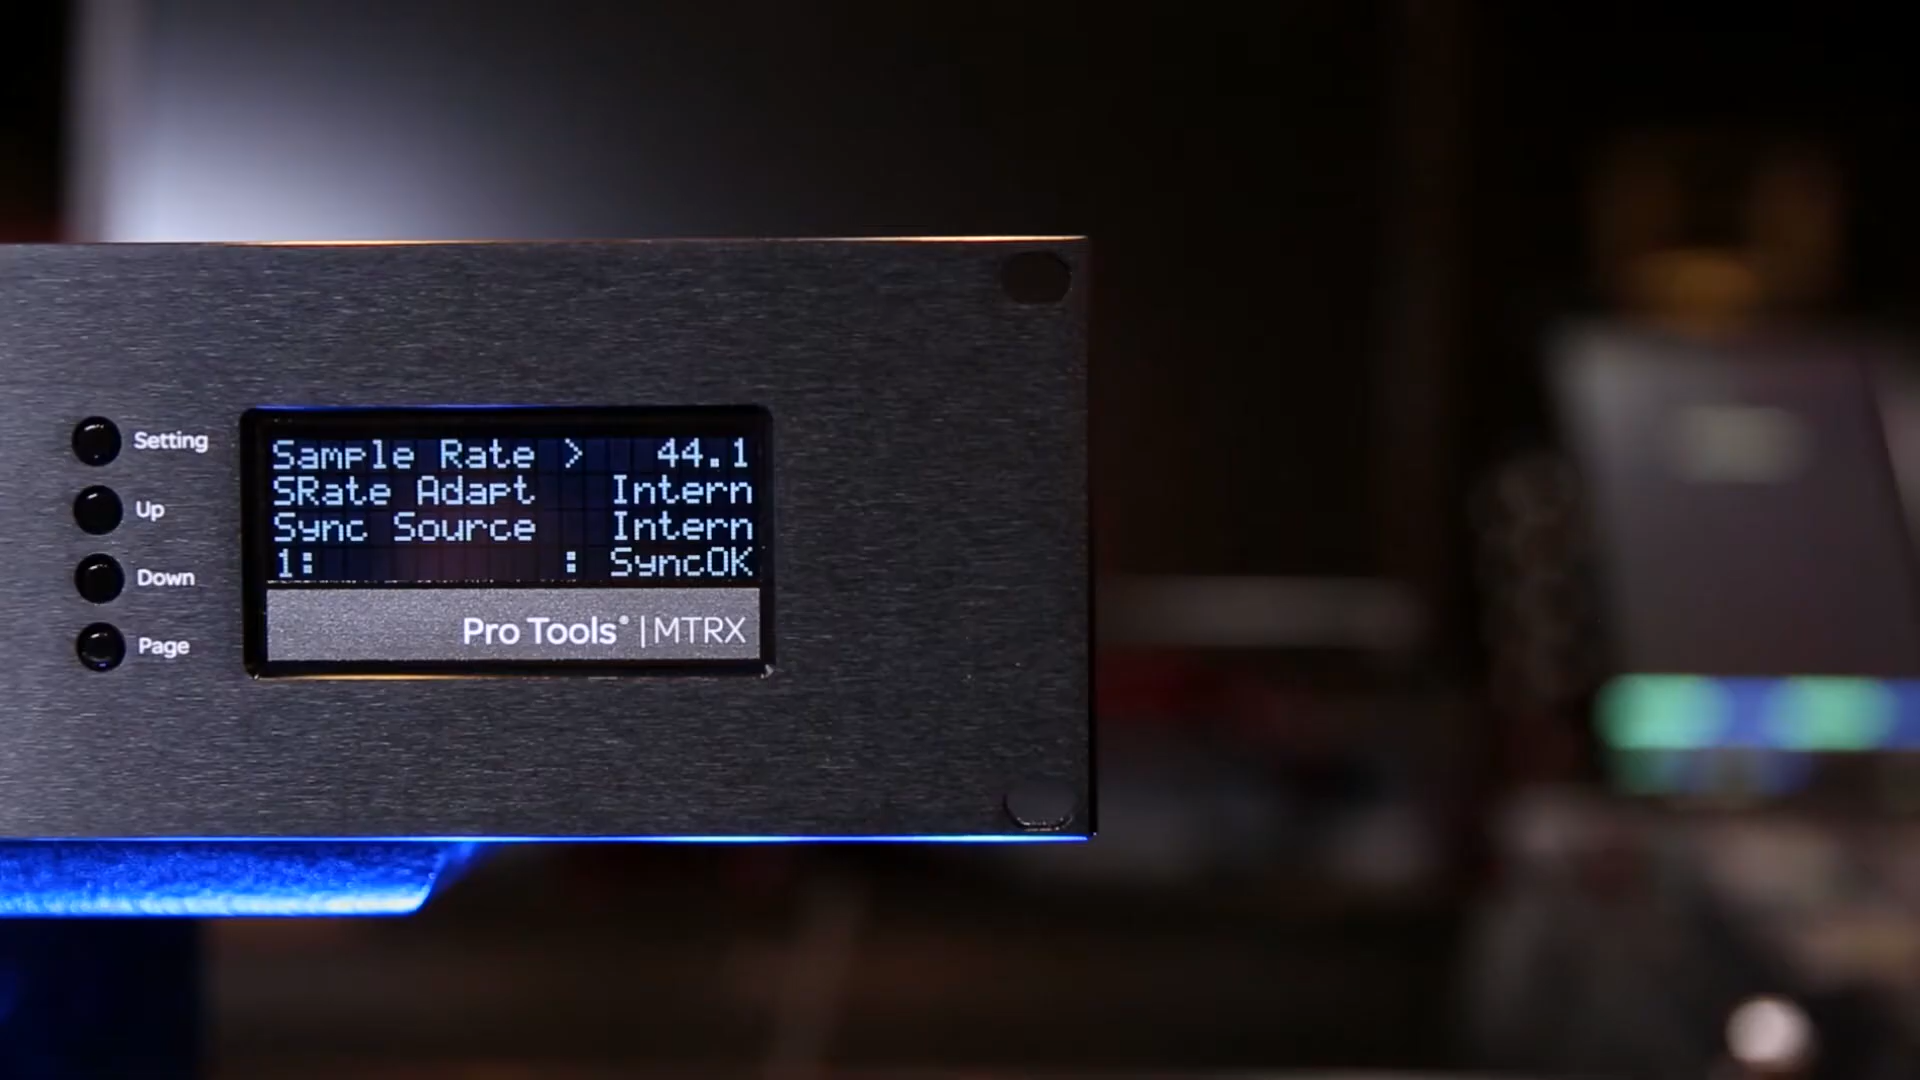 Setting
Up
Down
Page
Sample Rate > 44.1
SRate Adapt Intern
Sync Source Intern
1: : SyncOK
Pro Tools® | MTRX